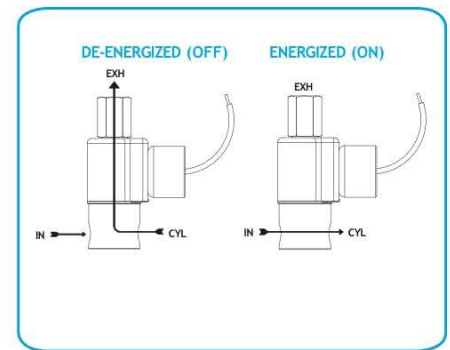 DE-ENERGIZED (OFF)
ENERGIZED (ON)
EXH
EXH
IN
CYL
IN
CYL